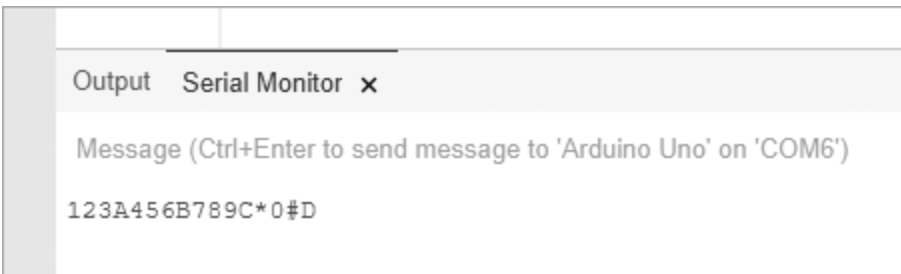 Output Serial Monitor ×
Message (Ctrl+Enter to send message to 'Arduino Uno' on 'COM6')
123A456B789C*0#D